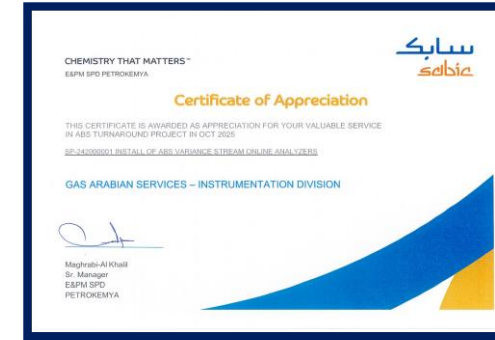 CHEMISTRY THAT MATTERS™
E&PM SPD PETROKEMYA
سابك
sabic
Certificate of Appreciation
THIS CERTIFICATE IS AWARDED AS APPRECIATION FOR YOUR VALUABLE SERVICE
IN ABS TURNAROUND PROJECT IN OCT 2025
SP-242000001 INSTALL OF ABS VARIANCE STREAM ONLINE ANALYZERS
GAS ARABIAN SERVICES – INSTRUMENTATION DIVISION
Maghrabi-Al Khalil
Sr. Manager
E&PM SPD
PETROKEMYA